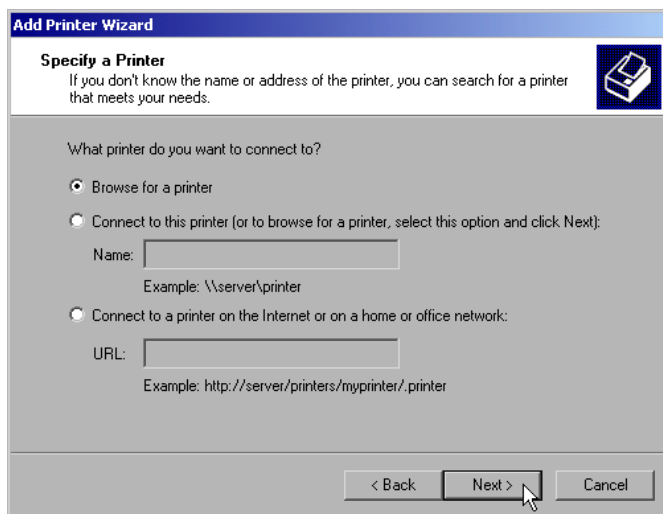 Add Printer Wizard
Specify a Printer
If you don't know the name or address of the printer, you can search for a printer
that meets your needs.
What printer do you want to connect to?
Browse for a printer
Connect to this printer (or to browse for a printer, select this option and click Next):
Name:
Example: \\server\printer
Connect to a printer on the Internet or on a home or office network:
URL:
Example: http://server/printers/myprinter/.printer
< Back Next > Cancel